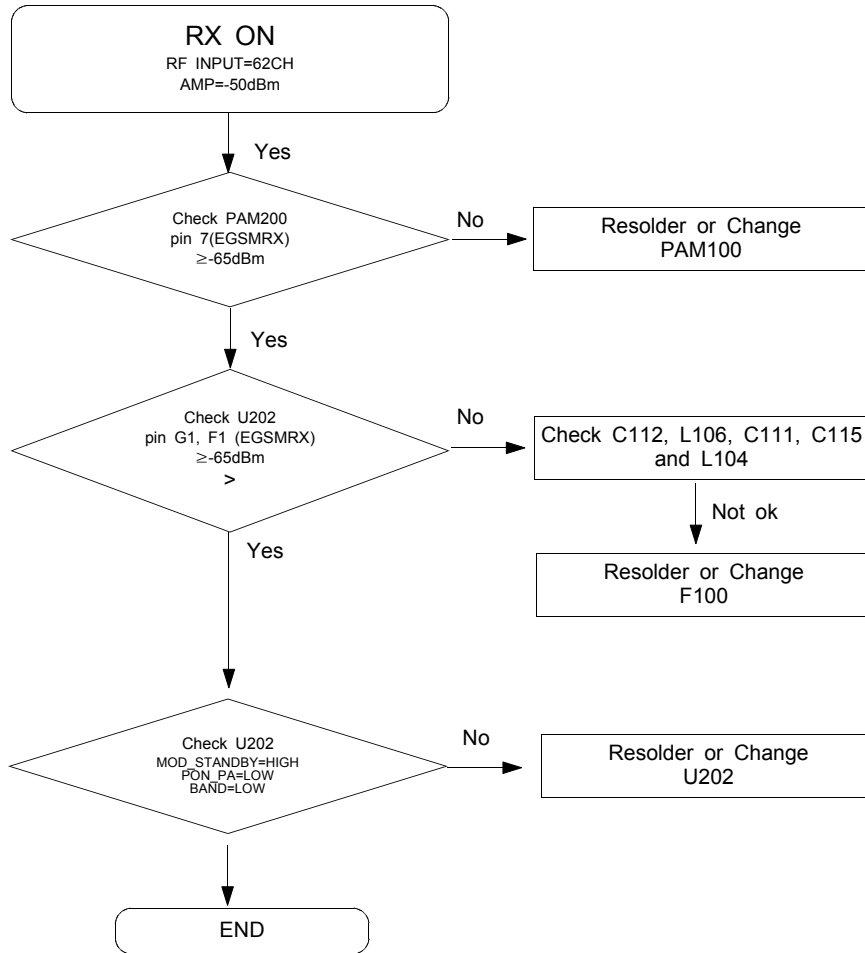 RX ON
RF INPUT=62CH
AMP=-50dBm
Yes
Check PAM200
pin 7(EGSMRX)
≥-65dBm
No
Resolder or Change
PAM100
Yes
Check U202
pin G1, F1 (EGSMRX)
≥-65dBm
>
No
Check C112, L106, C111, C115
and L104
Not ok
Resolder or Change
F100
Yes
Check U202
MOD_STANDBY=HIGH
PON_PA=LOW
BAND=LOW
No
Resolder or Change
U202
END